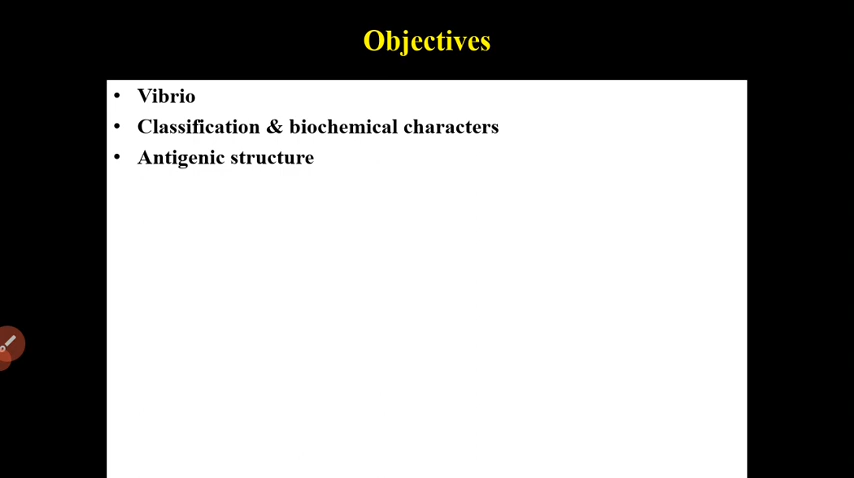 Objectives
• Vibrio
• Classification & biochemical characters
• Antigenic structure